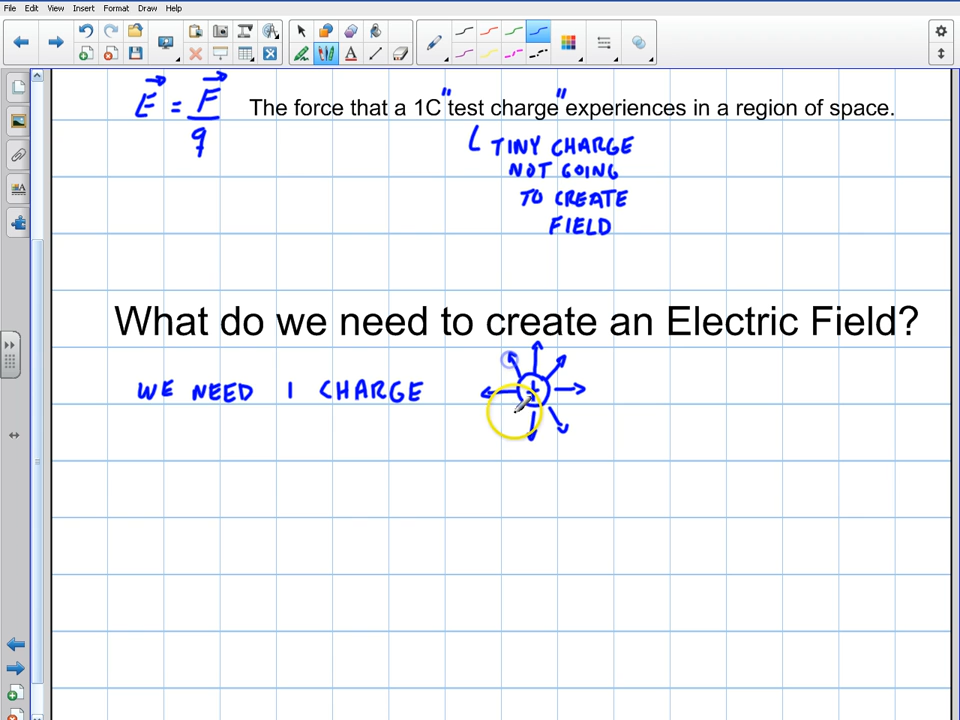 File Edit View Insert Format Draw Help
E = F/q The force that a 1C "test charge" experiences in a region of space.
TINY CHARGE
NOT GOING
TO CREATE
FIELD
What do we need to create an Electric Field?
WE NEED 1 CHARGE